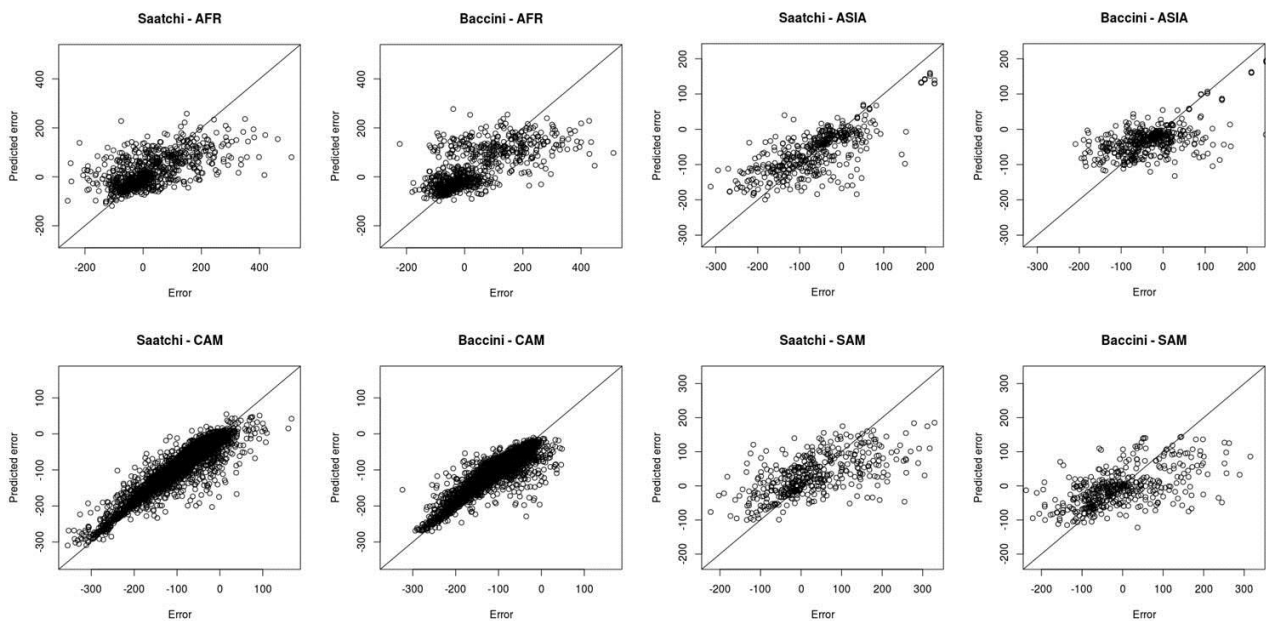 Saatchi - AFR
Baccini - AFR
Saatchi - ASIA
Baccini - ASIA
Predicted error
400
200
0
-200
-200 0 200 400
Error
Predicted error
400
200
0
-200
-200 0 200 400
Error
Predicted error
200
100
0
-100
-200
-300
-300 -200 -100 0 100 200
Error
Predicted error
200
100
0
-100
-200
-300
-300 -200 -100 0 100 200
Error
Saatchi - CAM
Baccini - CAM
Saatchi - SAM
Baccini - SAM
Predicted error
100
0
-100
-200
-300
-300 -200 -100 0 100
Error
Predicted error
100
0
-100
-200
-300
-300 -200 -100 0 100
Error
Predicted error
300
200
100
0
-100
-200
-200 -100 0 100 200 300
Error
Predicted error
300
200
100
0
-100
-200
-200 -100 0 100 200 300
Error